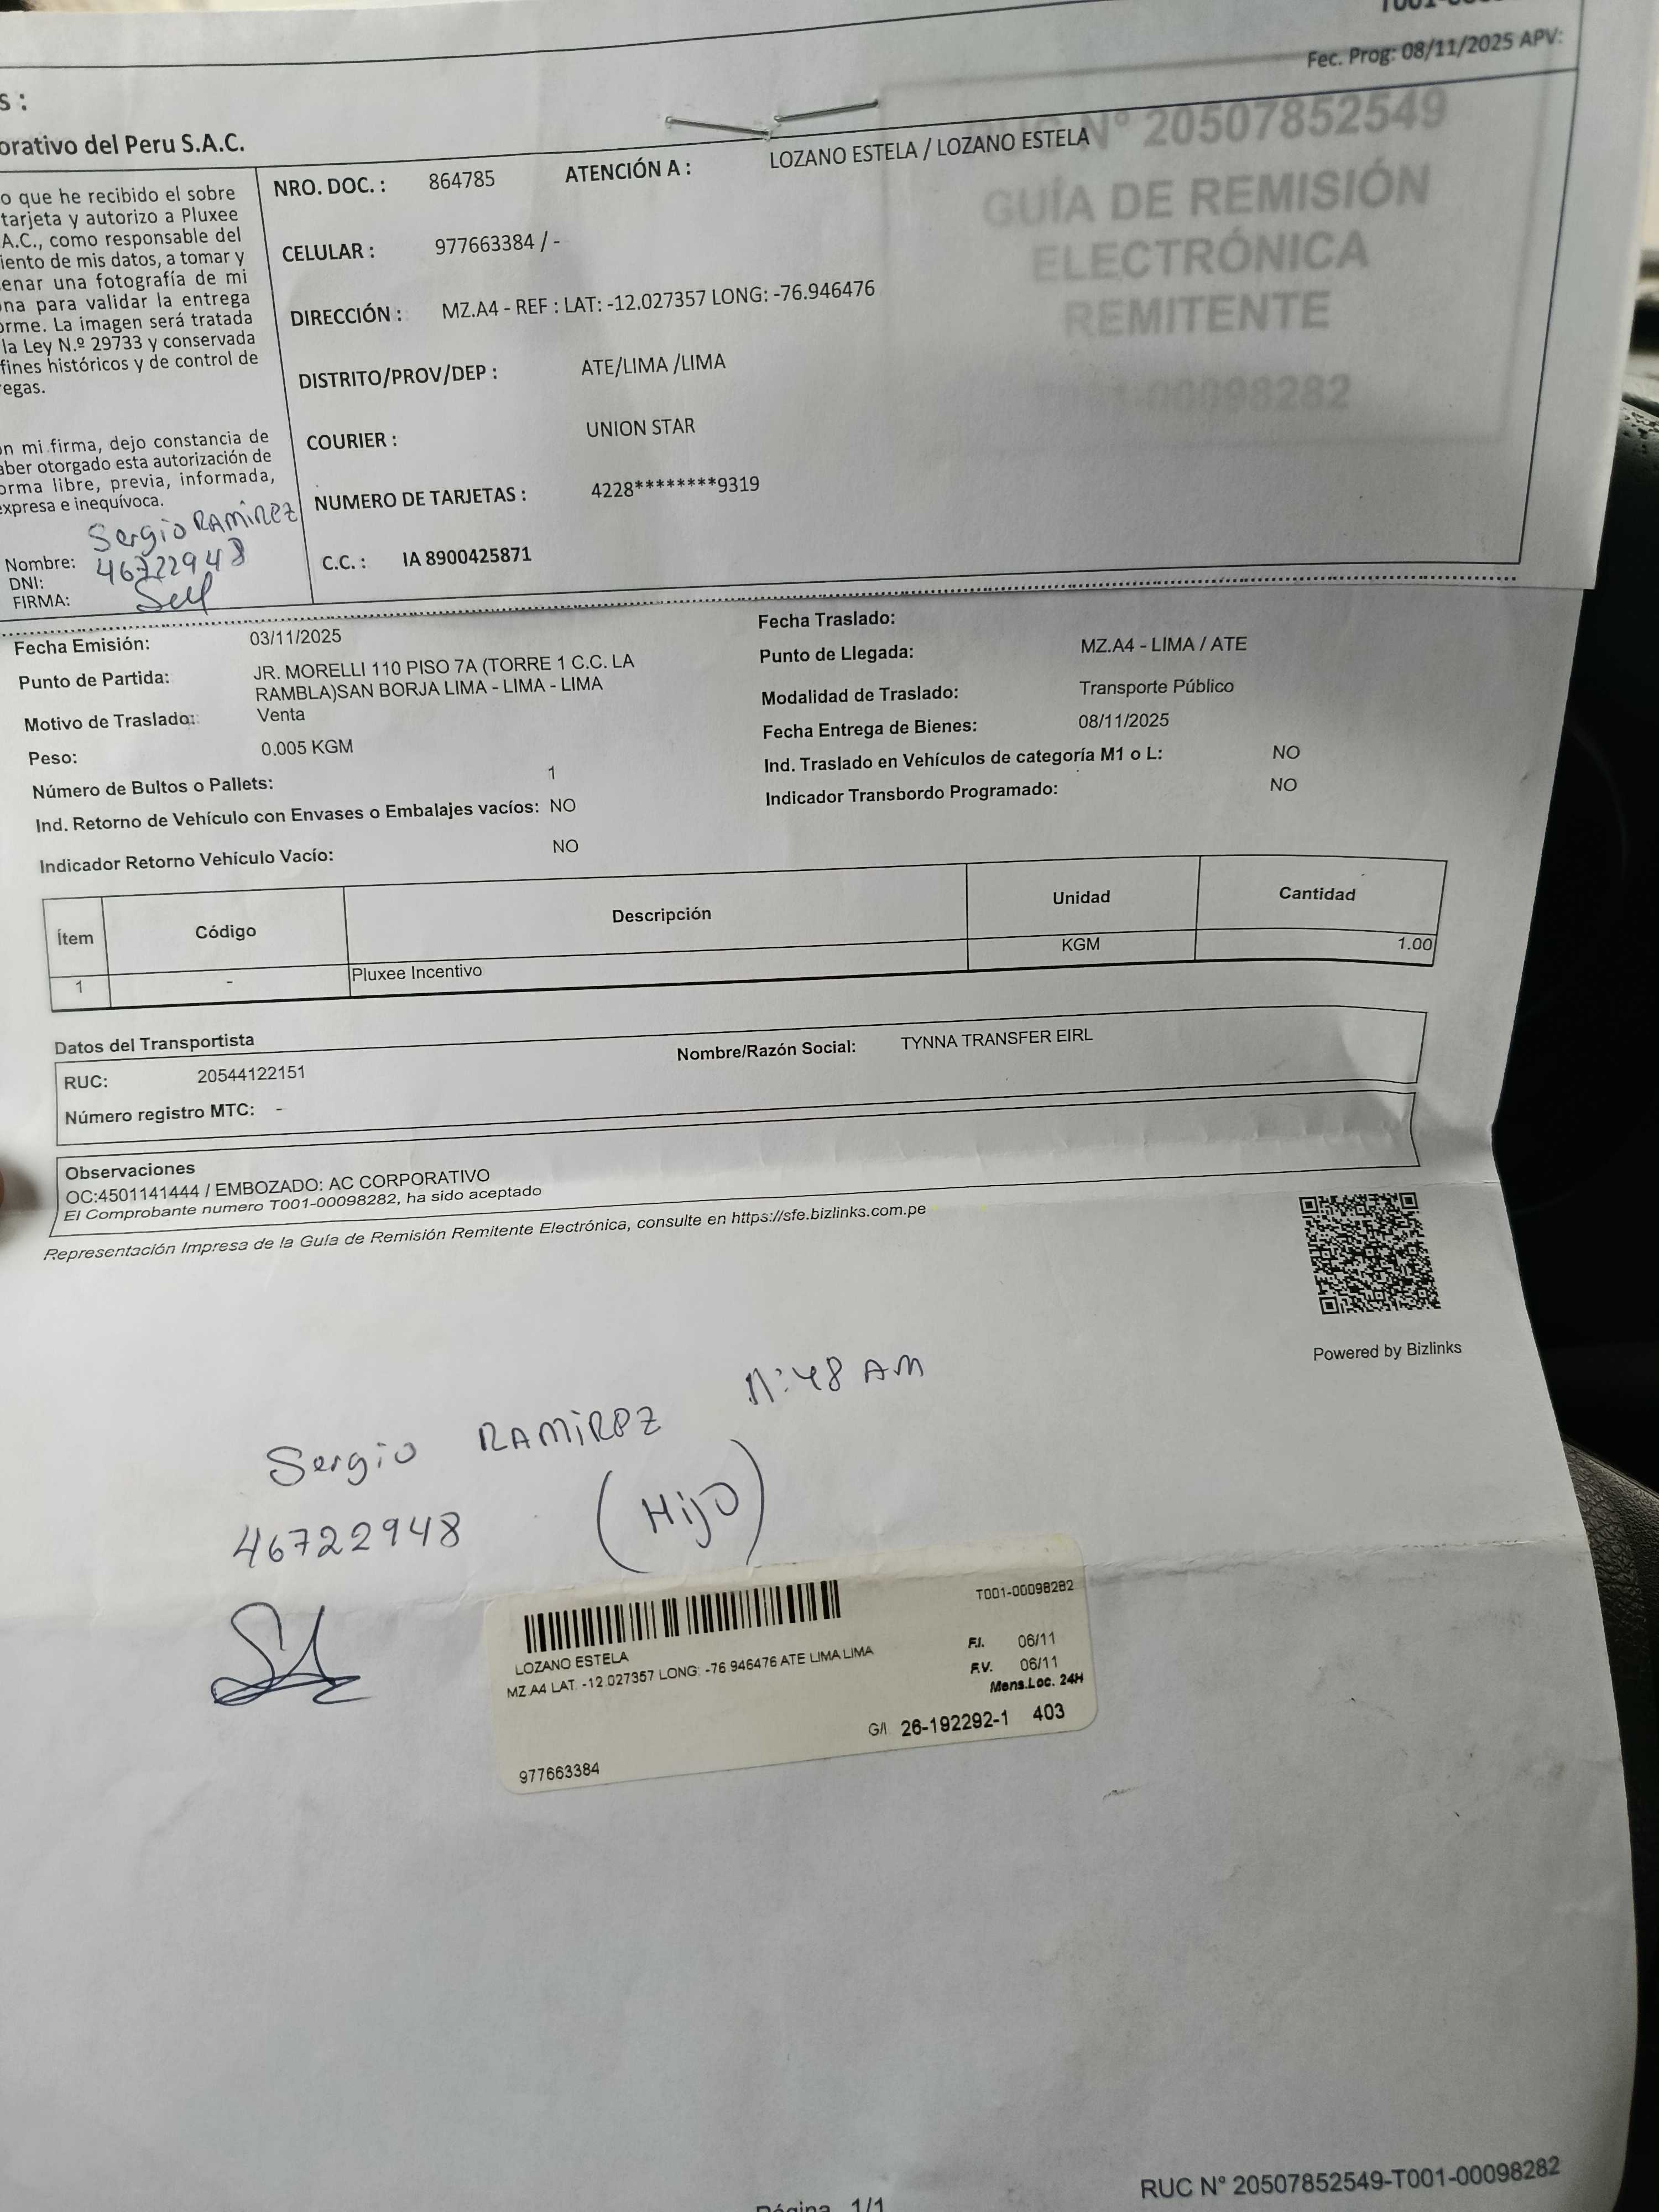 Fec. Prog: 08/11/2025 APV:
s :
orativo del Peru S.A.C.
o que he recibido el sobre
tarjeta y autorizo a Pluxee
A.C., como responsable del
iento de mis datos, a tomar y
enar una fotografía de mi
ona para validar la entrega
orme. La imagen será tratada
la Ley N.º 29733 y conservada
fines históricos y de control de
egas.
on mi firma, dejo constancia de
aber otorgado esta autorización de
orma libre, previa, informada,
expresa e inequívoca.
Nombre: Sergio RAMIREZ
DNI: 46722948
FIRMA:
NRO. DOC. : 864785 ATENCIÓN A : LOZANO ESTELA / LOZANO ESTELA
CELULAR : 977663384 / -
DIRECCIÓN : MZ.A4 - REF : LAT: -12.027357 LONG: -76.946476
DISTRITO/PROV/DEP : ATE/LIMA /LIMA
COURIER : UNION STAR
NUMERO DE TARJETAS : 4228********9319
C.C. : IA 8900425871
RUC N° 20507852549
GUÍA DE REMISIÓN
ELECTRÓNICA
REMITENTE
T001-00098282
Fecha Emisión: 03/11/2025
Punto de Partida: JR. MORELLI 110 PISO 7A (TORRE 1 C.C. LA
RAMBLA)SAN BORJA LIMA - LIMA - LIMA
Motivo de Traslado: Venta
Peso: 0.005 KGM
Número de Bultos o Pallets: 1
Ind. Retorno de Vehículo con Envases o Embalajes vacíos: NO
Indicador Retorno Vehículo Vacío: NO
Fecha Traslado:
Punto de Llegada: MZ.A4 - LIMA / ATE
Modalidad de Traslado: Transporte Público
Fecha Entrega de Bienes: 08/11/2025
Ind. Traslado en Vehículos de categoría M1 o L: NO
Indicador Transbordo Programado: NO
Ítem Código Descripción Unidad Cantidad
1 - Pluxee Incentivo KGM 1.00
Datos del Transportista
RUC: 20544122151 Nombre/Razón Social: TYNNA TRANSFER EIRL
Número registro MTC: -
Observaciones
OC:4501141444 / EMBOZADO: AC CORPORATIVO
El Comprobante numero T001-00098282, ha sido aceptado
Representación Impresa de la Guía de Remisión Remitente Electrónica, consulte en https://sfe.bizlinks.com.pe
Powered by Bizlinks
Sergio RAMIREZ 11:48 AM
46722948 (Hijo)
T001-00098282
LOZANO ESTELA
MZ.A4 LAT. -12.027357 LONG: -76.946476 ATE LIMA LIMA
F.I. 06/11
F.V. 06/11
Mens.Loc. 24H
G/I. 26-192292-1 403
977663384
RUC N° 20507852549-T001-00098282
Página 1/1